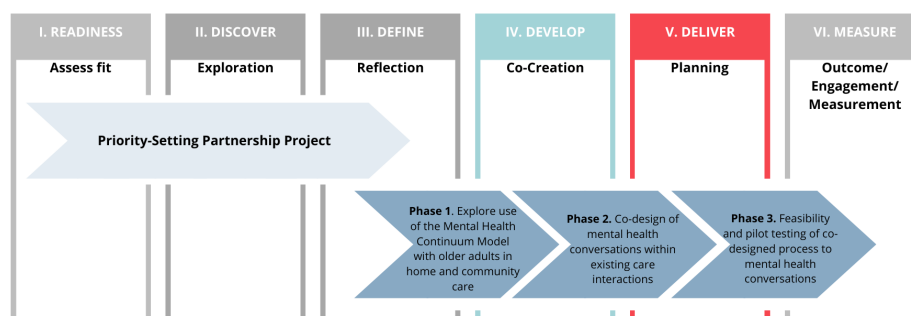 I. READINESS
Assess fit
II. DISCOVER
Exploration
III. DEFINE
Reflection
IV. DEVELOP
Co-Creation
V. DELIVER
Planning
VI. MEASURE
Outcome/
Engagement/
Measurement
Priority-Setting Partnership Project
Phase 1. Explore use
of the Mental Health
Continuum Model
with older adults in
home and community
care
Phase 2. Co-design of
mental health
conversations within
existing care
interactions
Phase 3. Feasibility
and pilot testing of co-
designed process to
mental health
conversations